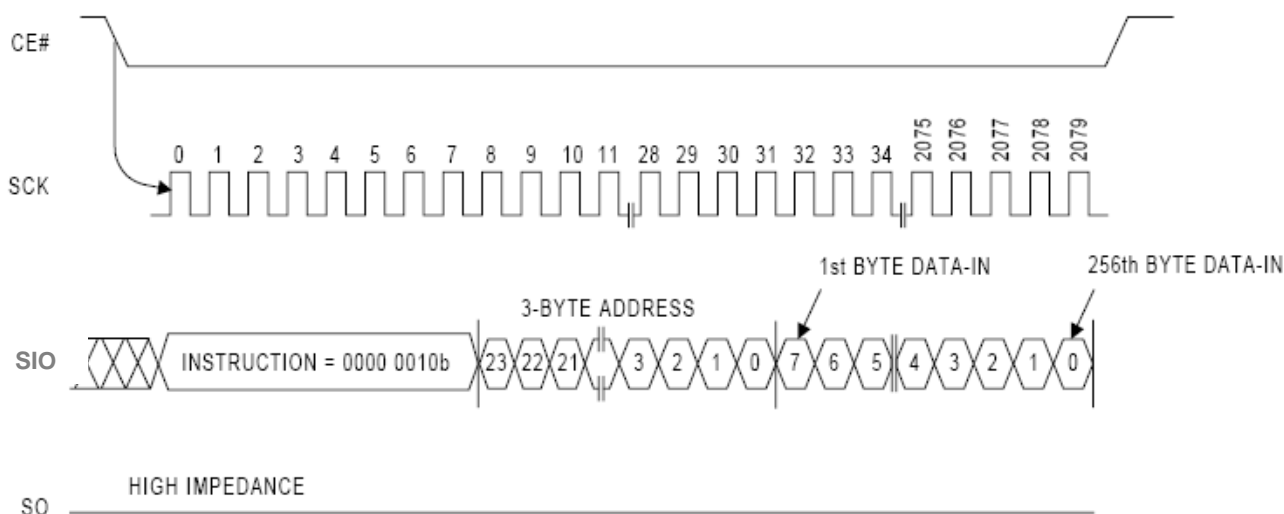 CE#
0 1 2 3 4 5 6 7 8 9 10 11 28 29 30 31 32 33 34 2075 2076 2077 2078 2079
SCK
1st BYTE DATA-IN 256th BYTE DATA-IN
3-BYTE ADDRESS
SIO INSTRUCTION = 0000 0010b 23 22 21 3 2 1 0 7 6 5 4 3 2 1 0
HIGH IMPEDANCE
SO